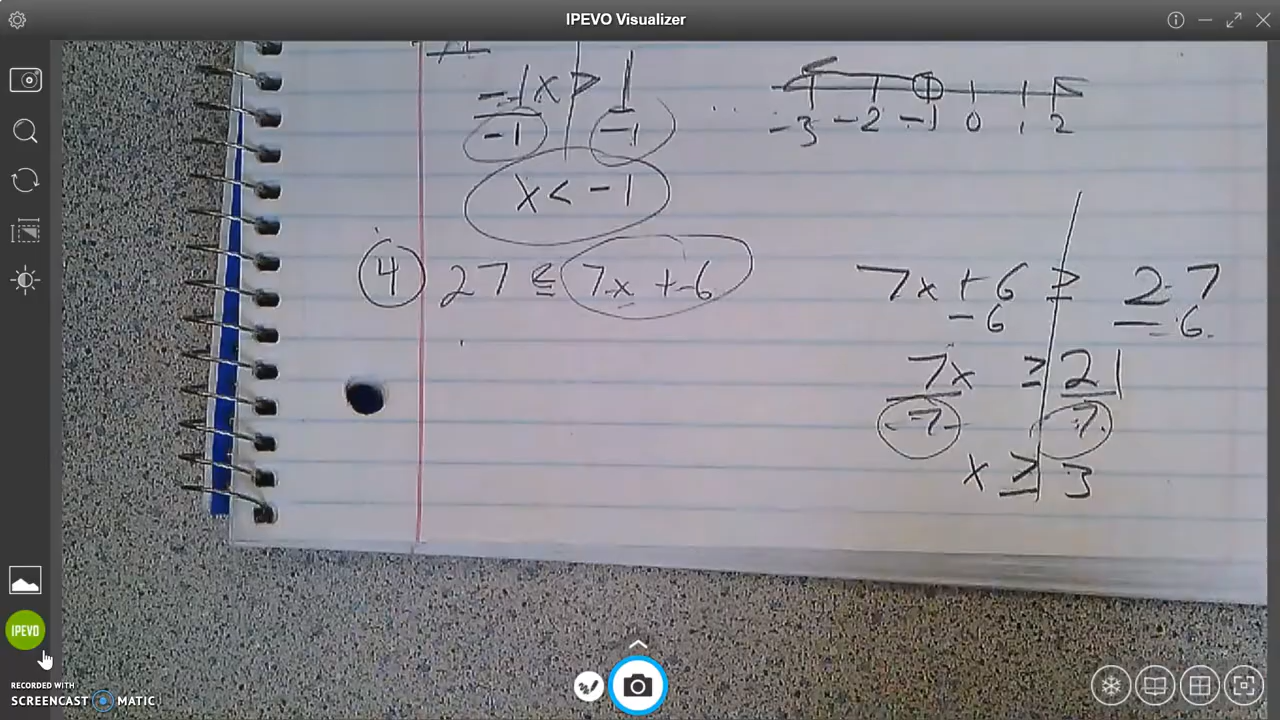 IPEVO Visualizer
-1x > 1
-1 -1
x < -1
-3 -2 -1 0 1 2
4 27 ≤ 7x + 6
7x + 6 ≥ 27
-6 -6
7x ≥ 21
7 7
x ≥ 3
IPEVO
RECORDED WITH
SCREENCAST MATIC